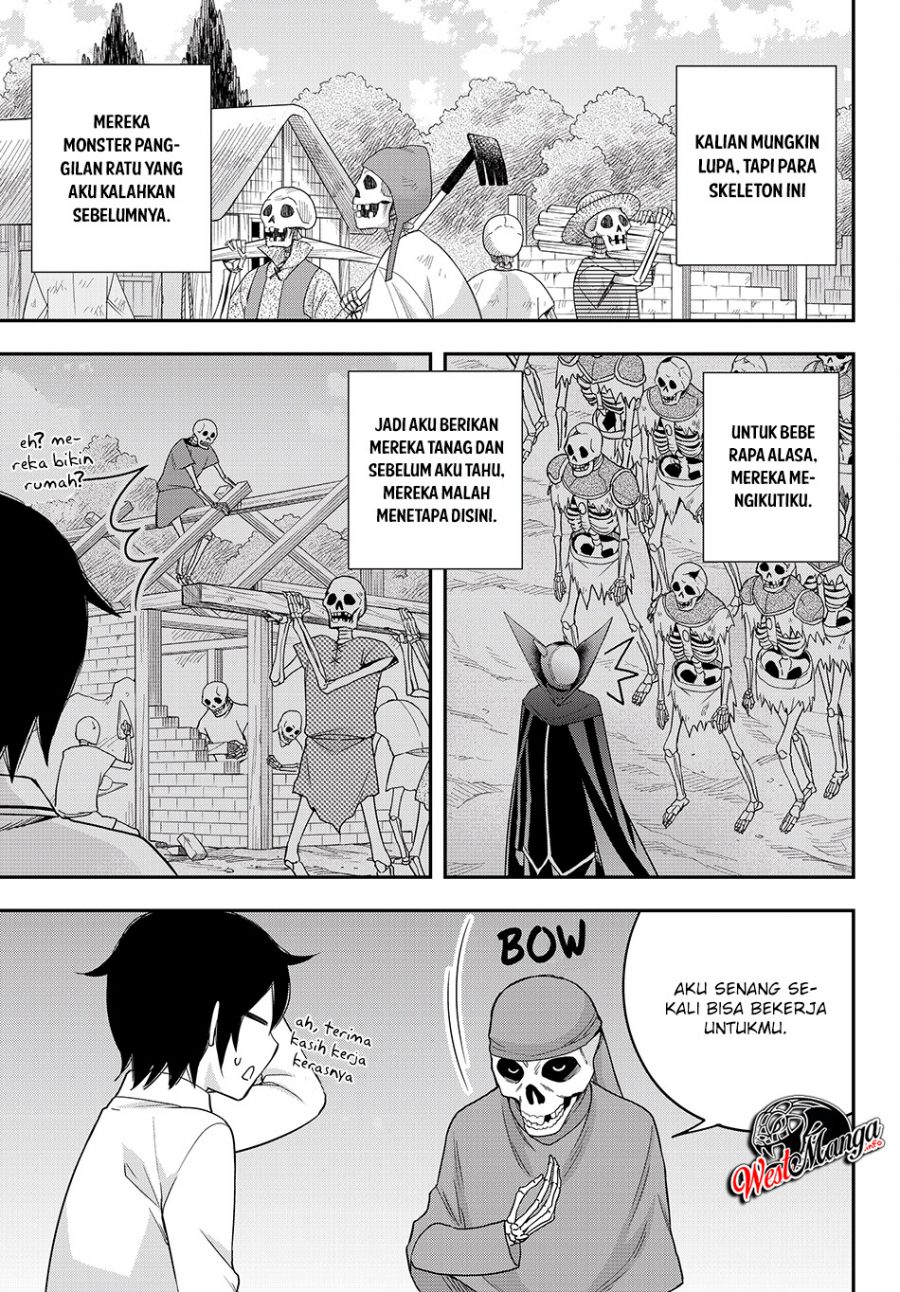 KALIAN MUNGKIN
LUPA, TAPI PARA
SKELETON INI
MEREKA
MONSTER PANG-
GILAN RATU YANG
AKU KALAHKAN
SEBELUMNYA.
UNTUK BEBE
RAPA ALASA,
MEREKA ME-
NGIKUTIKU.
JADI AKU BERIKAN
MEREKA TANAG DAN
SEBELUM AKU TAHU,
MEREKA MALAH
MENETAPA DISINI.
eh? me-
reka bikin
rumah?
BOW
AKU SENANG SE-
KALI BISA BEKERJA
UNTUKMU.
ah, terima
kasih kerja
kerasnya
WestManga.info